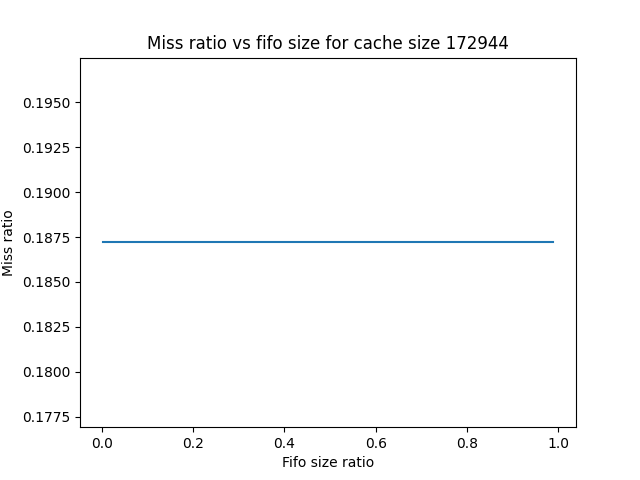 Miss ratio vs fifo size for cache size 172944
0.1950
0.1925
0.1900
0.1875
0.1850
0.1825
0.1800
0.1775
Miss ratio
0.0 0.2 0.4 0.6 0.8 1.0
Fifo size ratio